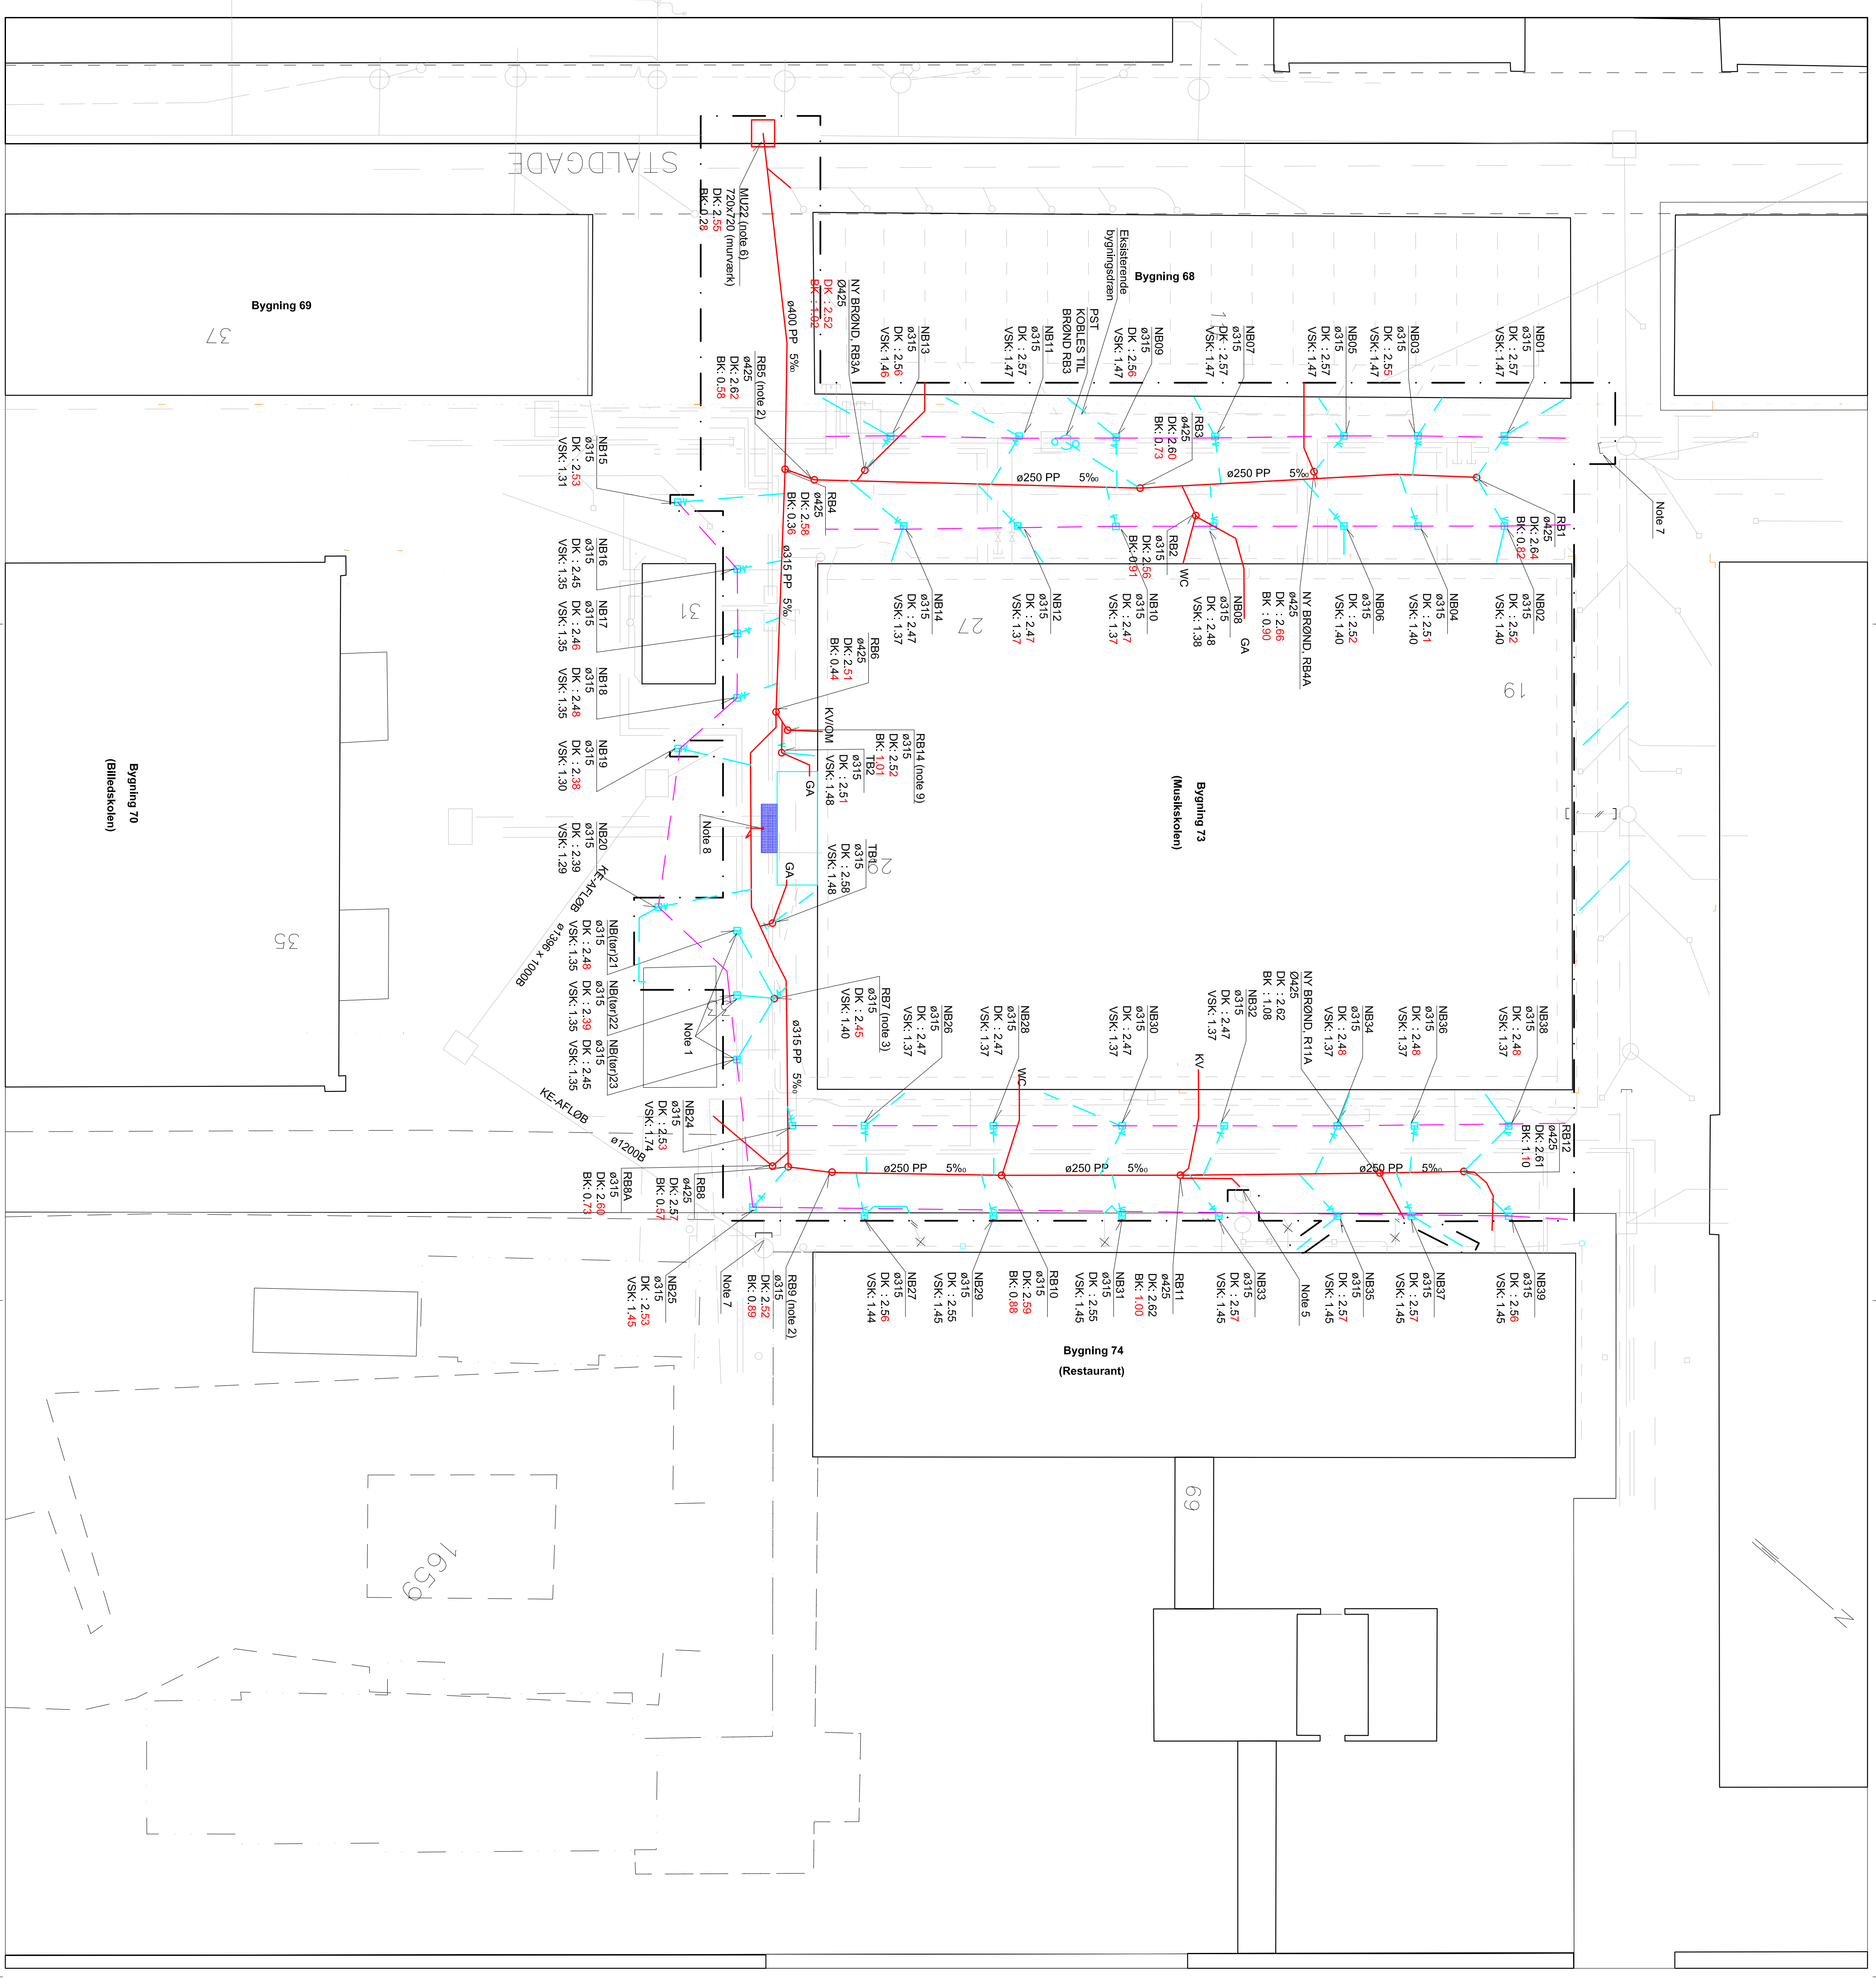 STALDGADE
MU22 (note 6)
720x720 (murværk)
DK: 2.55
BK: 0.28
Bygning 69
37
Bygning 68
Eksisterende
bygningsdræn
PST
KOBLES TIL
BRØND RB3
NY BRØND, RB3A
Ø425
DK : 2.52
BK : 1.02
ø400 PP 5‰
NB13
ø315
DK : 2.56
VSK: 1.46
NB11
ø315
DK : 2.57
VSK: 1.47
NB09
ø315
DK : 2.56
VSK: 1.47
NB07
ø315
DK : 2.57
VSK: 1.47
NB05
ø315
DK : 2.57
VSK: 1.47
NB03
ø315
DK : 2.55
VSK: 1.47
NB01
ø315
DK : 2.57
VSK: 1.47
RB5 (note 2)
ø425
DK: 2.62
BK: 0.58
RB3
ø425
DK: 2.60
BK: 0.73
ø250 PP 5‰
ø250 PP 5‰
Note 7
RB4
ø425
DK: 2.58
BK: 0.36
RB2
ø315
DK: 2.56
BK: 0.91
RB1
ø425
DK: 2.64
BK: 0.82
WC
GA
NB15
ø315
DK : 2.53
VSK: 1.31
NB16
ø315
DK : 2.45
VSK: 1.35
NB17
ø315
DK : 2.46
VSK: 1.35
NB18
ø315
DK : 2.48
VSK: 1.35
NB19
ø315
DK : 2.38
VSK: 1.30
NB20
ø315
DK : 2.39
VSK: 1.29
31
ø315 PP 5‰
NB14
ø315
DK : 2.47
VSK: 1.37
NB12
ø315
DK : 2.47
VSK: 1.37
NB10
ø315
DK : 2.47
VSK: 1.37
NB08
ø315
DK : 2.48
VSK: 1.38
NY BRØND, RB4A
ø425
DK : 2.66
BK : 0.90
NB06
ø315
DK : 2.52
VSK: 1.40
NB04
ø315
DK : 2.51
VSK: 1.40
NB02
ø315
DK : 2.52
VSK: 1.40
27
19
RB6
ø425
DK: 2.51
BK: 0.44
KV/OM
RB14 (note 9)
ø315
DK: 2.52
BK: 1.01
TB2
ø315
DK : 2.51
VSK: 1.48
GA
Note 8
TB1
ø315
DK : 2.58
VSK: 1.48
GA
Bygning 73
(Musikskolen)
Bygning 70
(Billedskolen)
35
KE-AFLØB
ø1396 x 1000B
NB(tør)21
ø315
DK : 2.48
VSK: 1.35
NB(tør)22
ø315
DK : 2.39
VSK: 1.35
NB(tør)23
ø315
DK : 2.45
VSK: 1.35
Note 1
RB7 (note 3)
ø315
DK : 2.45
VSK: 1.40
ø315 PP 5‰
NB26
ø315
DK : 2.47
VSK: 1.37
NB28
ø315
DK : 2.47
VSK: 1.37
NB30
ø315
DK : 2.47
VSK: 1.37
NB32
ø315
DK : 2.47
VSK: 1.37
NY BRØND, R11A
Ø425
DK : 2.62
BK : 1.08
NB34
ø315
DK : 2.48
VSK: 1.37
NB36
ø315
DK : 2.48
VSK: 1.37
NB38
ø315
DK : 2.48
VSK: 1.37
WC
KV
KE-AFLØB
ø1200B
NB24
ø315
DK : 2.53
VSK: 1.74
RB8
ø425
DK: 2.57
BK: 0.57
RB8A
ø315
DK: 2.60
BK: 0.73
ø250 PP 5‰
ø250 PP 5‰
ø250 PP 5‰
RB12
ø425
DK: 2.61
BK: 1.10
NB25
ø315
DK : 2.53
VSK: 1.45
Note 7
RB9 (note 2)
ø315
DK: 2.52
BK: 0.89
NB27
ø315
DK : 2.56
VSK: 1.44
NB29
ø315
DK : 2.55
VSK: 1.45
RB10
ø315
DK: 2.59
BK: 0.88
NB31
ø315
DK : 2.55
VSK: 1.45
RB11
ø425
DK: 2.62
BK: 1.00
NB33
ø315
DK : 2.57
VSK: 1.45
Note 5
NB35
ø315
DK : 2.57
VSK: 1.45
NB37
ø315
DK : 2.57
VSK: 1.45
NB39
ø315
DK : 2.56
VSK: 1.45
Bygning 74
(Restaurant)
69
1659
N